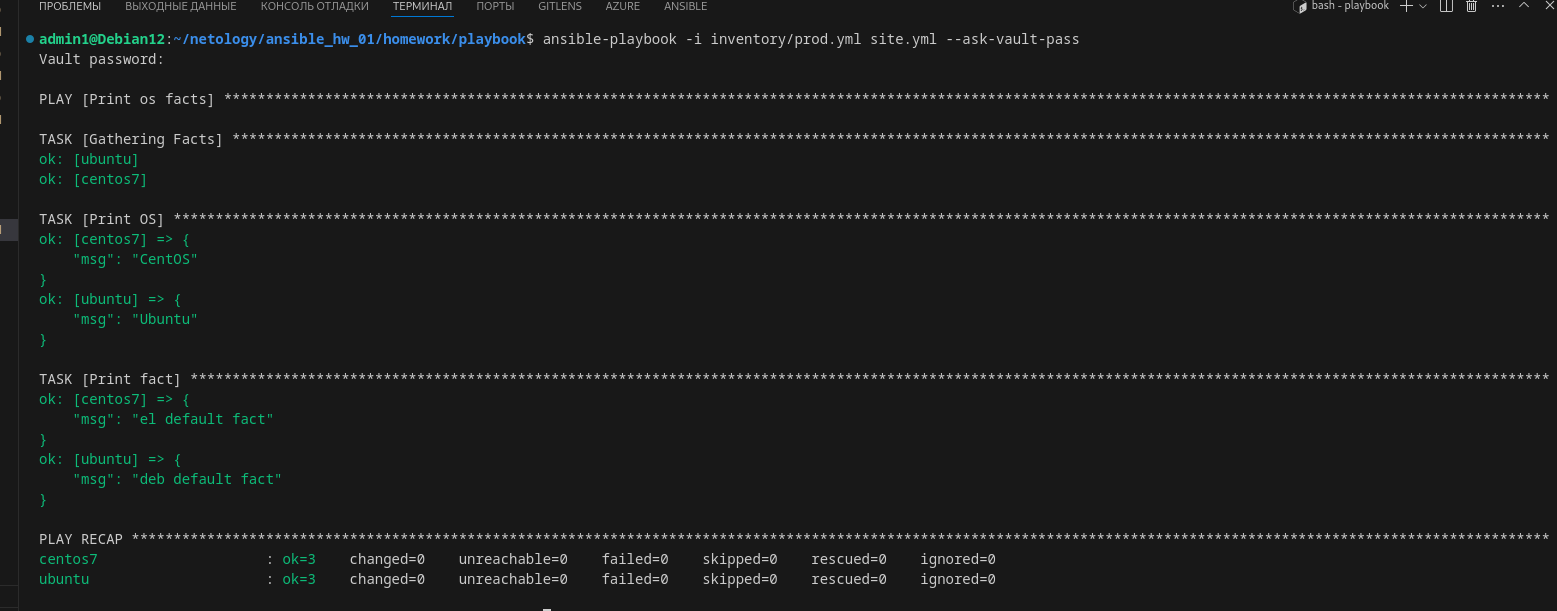 ПРОБЛЕМЫ ВЫХОДНЫЕ ДАННЫЕ КОНСОЛЬ ОТЛАДКИ ТЕРМИНАЛ ПОРТЫ GITLENS AZURE ANSIBLE bash - playbook
admin1@Debian12:~/netology/ansible_hw_01/homework/playbook$ ansible-playbook -i inventory/prod.yml site.yml --ask-vault-pass
Vault password:
PLAY [Print os facts] ******************************************************************************************************************************************************
TASK [Gathering Facts] *****************************************************************************************************************************************************
ok: [ubuntu]
ok: [centos7]
TASK [Print OS] ************************************************************************************************************************************************************
ok: [centos7] => {
    "msg": "CentOS"
}
ok: [ubuntu] => {
    "msg": "Ubuntu"
}
TASK [Print fact] **********************************************************************************************************************************************************
ok: [centos7] => {
    "msg": "el default fact"
}
ok: [ubuntu] => {
    "msg": "deb default fact"
}
PLAY RECAP *****************************************************************************************************************************************************************
centos7                    : ok=3    changed=0    unreachable=0    failed=0    skipped=0    rescued=0    ignored=0
ubuntu                     : ok=3    changed=0    unreachable=0    failed=0    skipped=0    rescued=0    ignored=0